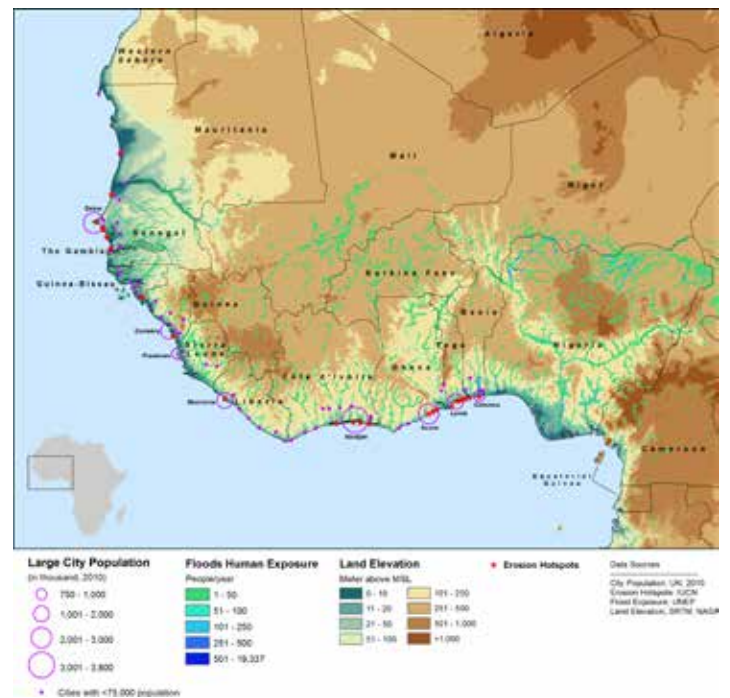 Western
Sahara
Algeria
Mauritania
Mali
Niger
Dakar
Senegal
The Gambia
Guinea-Bissau
Burkina Faso
Guinea
Benin
Conakry
Sierra
Leone
Togo
Nigeria
Freetown
Ghana
Côte d'Ivoire
Monrovia
Liberia
Abidjan
Accra
Lomé
Cotonou
Cameroon
Equatorial
Guinea
Large City Population
(in thousand, 2010)
750 - 1,000
1,001 - 2,000
2,001 - 3,000
3,001 - 3,800
Cities with <75,000 population
Floods Human Exposure
People/year
1 - 50
51 - 100
101 - 250
251 - 500
501 - 19,337
Land Elevation
Meter above MSL
0 - 10
11 - 20
21 - 50
51 - 100
101 - 250
251 - 500
501 - 1,000
>1,000
Erosion Hotspots
Data Sources
City Population: UN, 2010
Erosion Hotspots: IUCN
Flood Exposure: UNEP
Land Elevation, SRTM, NASA